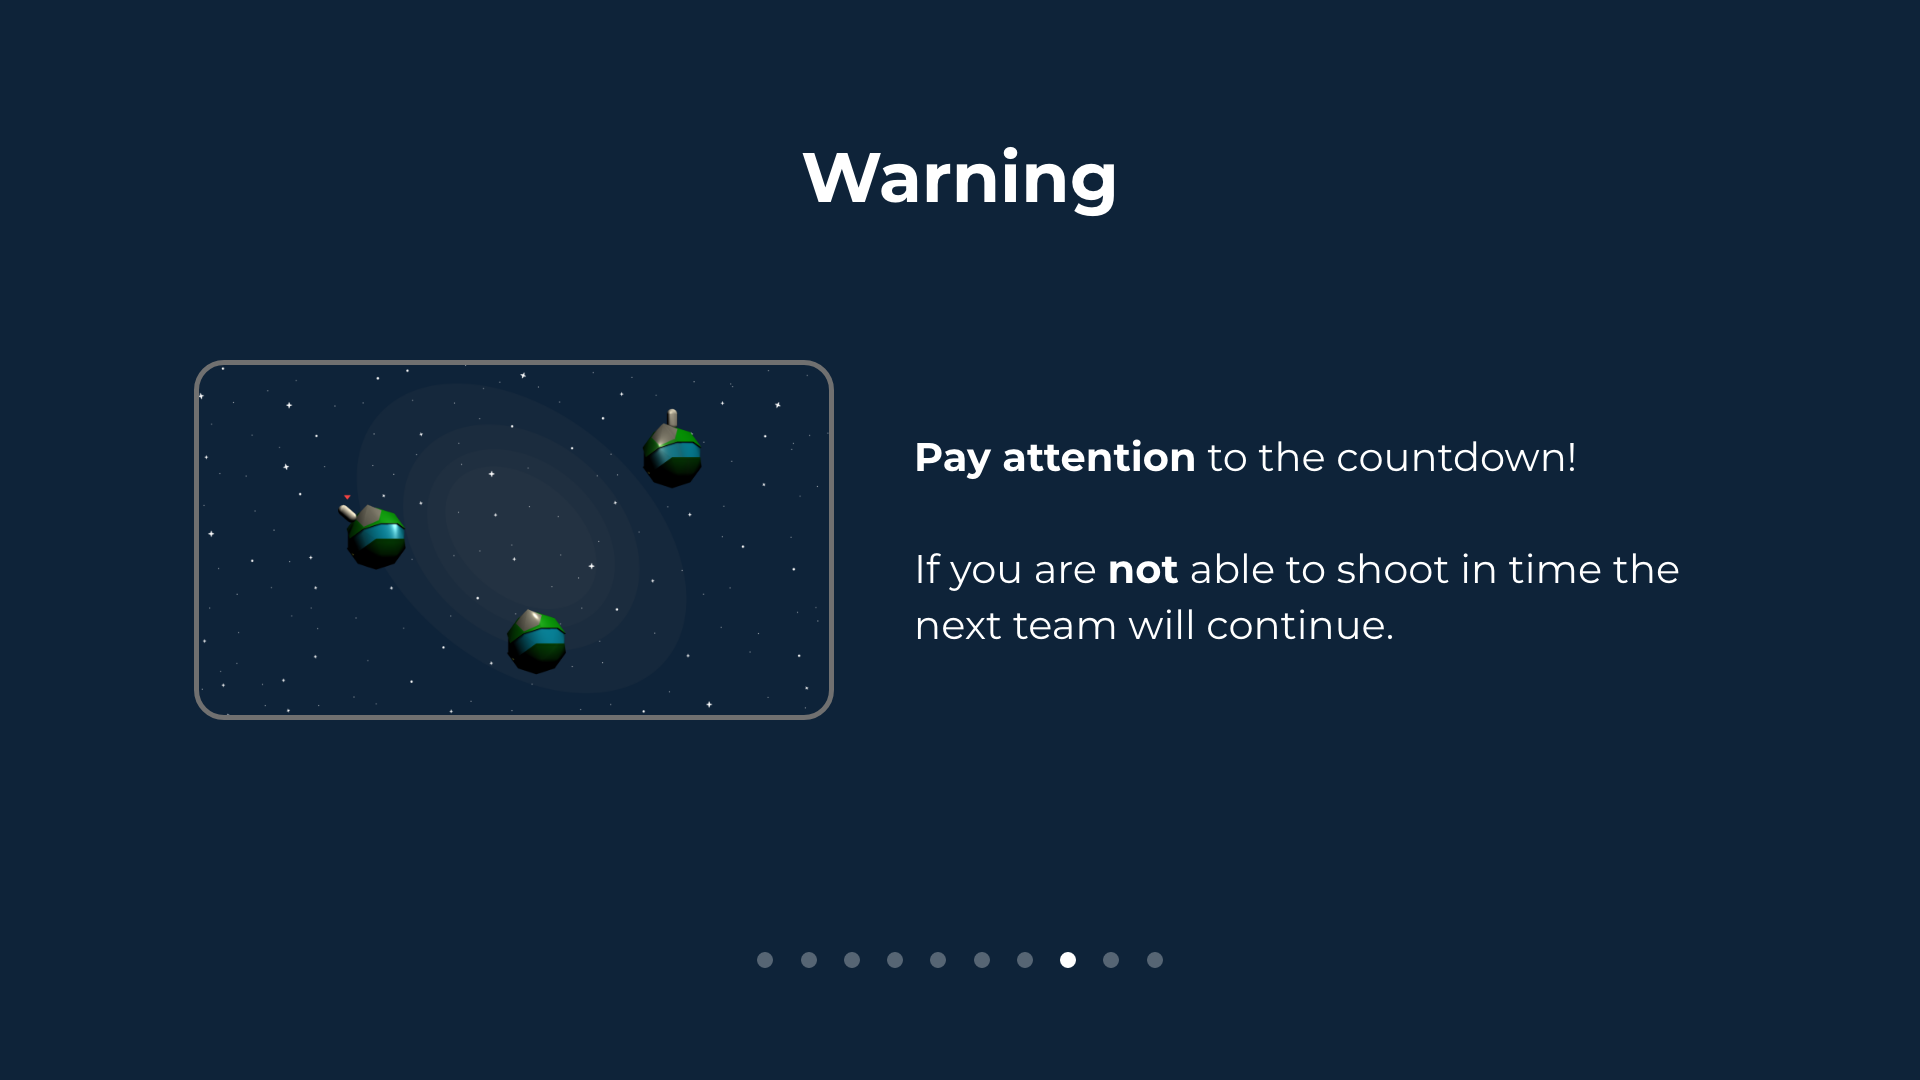 Warning
Pay attention to the countdown!
If you are not able to shoot in time the
next team will continue.